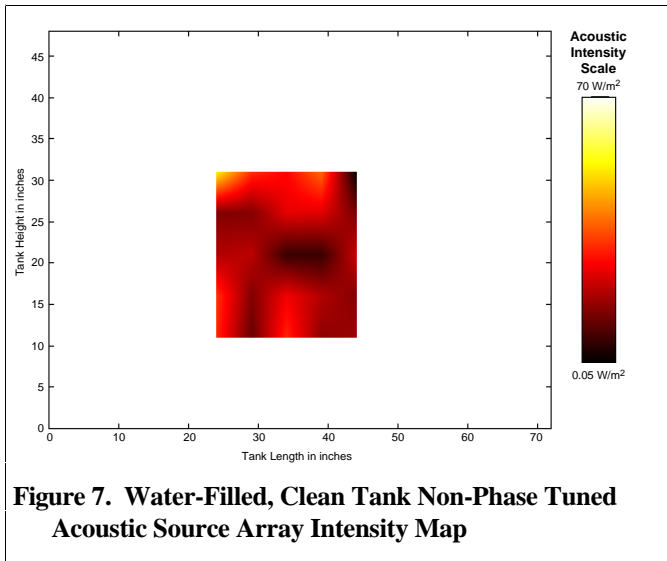 Acoustic
Intensity
Scale
70 W/m²
0.05 W/m²
Tank Height in inches
45
40
35
30
25
20
15
10
5
0
0 10 20 30 40 50 60 70
Tank Length in inches
Figure 7. Water-Filled, Clean Tank Non-Phase Tuned
Acoustic Source Array Intensity Map